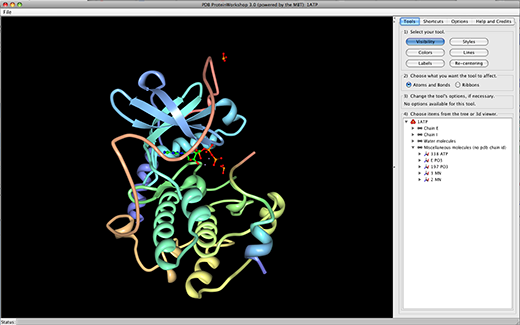 PDB ProteinWorkshop 3.0 (powered by the MBT): 1ATP
File
Tools Shortcuts Options Help and Credits
1) Select your tool.
Visibility Styles
Colors Lines
Labels Re-centering
2) Choose what you want the tool to affect.
Atoms and Bonds Ribbons
3) Change the tool's options, if necessary.
No options available for this tool.
4) Choose items from the tree or 3d viewer.
1ATP
Chain E
Chain I
Water molecules
Miscellaneous molecules (no pdb chain id)
338 ATP
E PO3
197 PO3
3 MN
2 MN
Status: